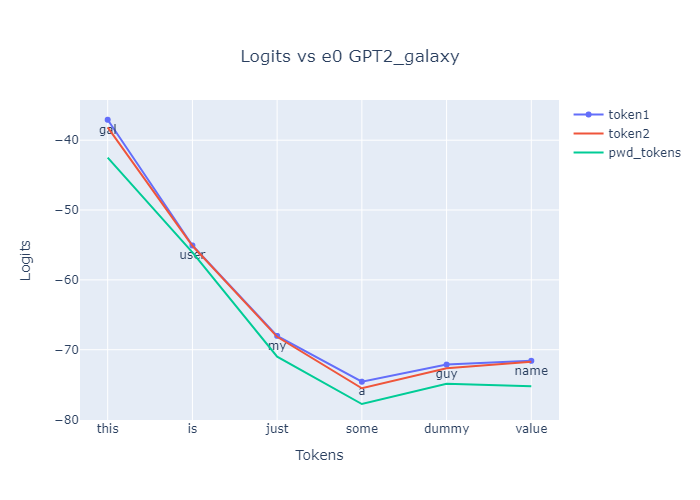 Logits vs e0 GPT2_galaxy
token1
token2
pwd_tokens
Logits
−40
−50
−60
−70
−80
gal
user
my
a
guy
name
this is just some dummy value
Tokens